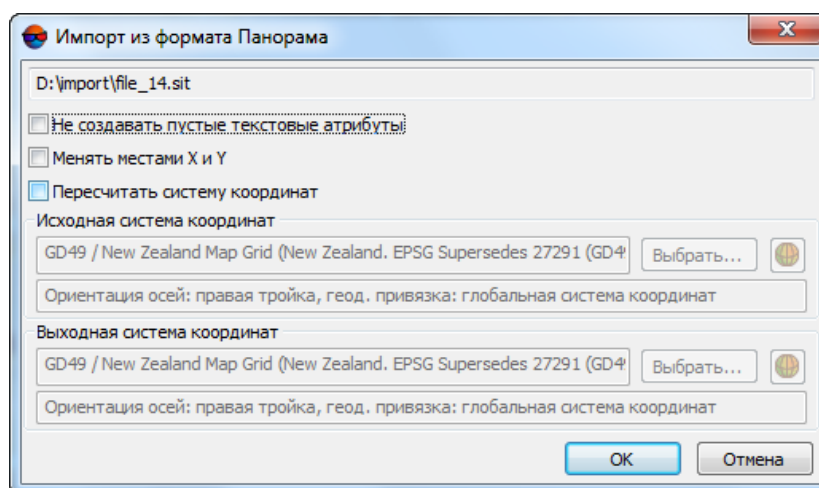 Импорт из формата Панорама
D:\import\file_14.sit
Не создавать пустые текстовые атрибуты
Менять местами X и Y
Пересчитать систему координат
Исходная система координат
GD49 / New Zealand Map Grid (New Zealand. EPSG Supersedes 27291 (GD49 Выбрать...
Ориентация осей: правая тройка, геод. привязка: глобальная система координат
Выходная система координат
GD49 / New Zealand Map Grid (New Zealand. EPSG Supersedes 27291 (GD49 Выбрать...
Ориентация осей: правая тройка, геод. привязка: глобальная система координат
OK Отмена